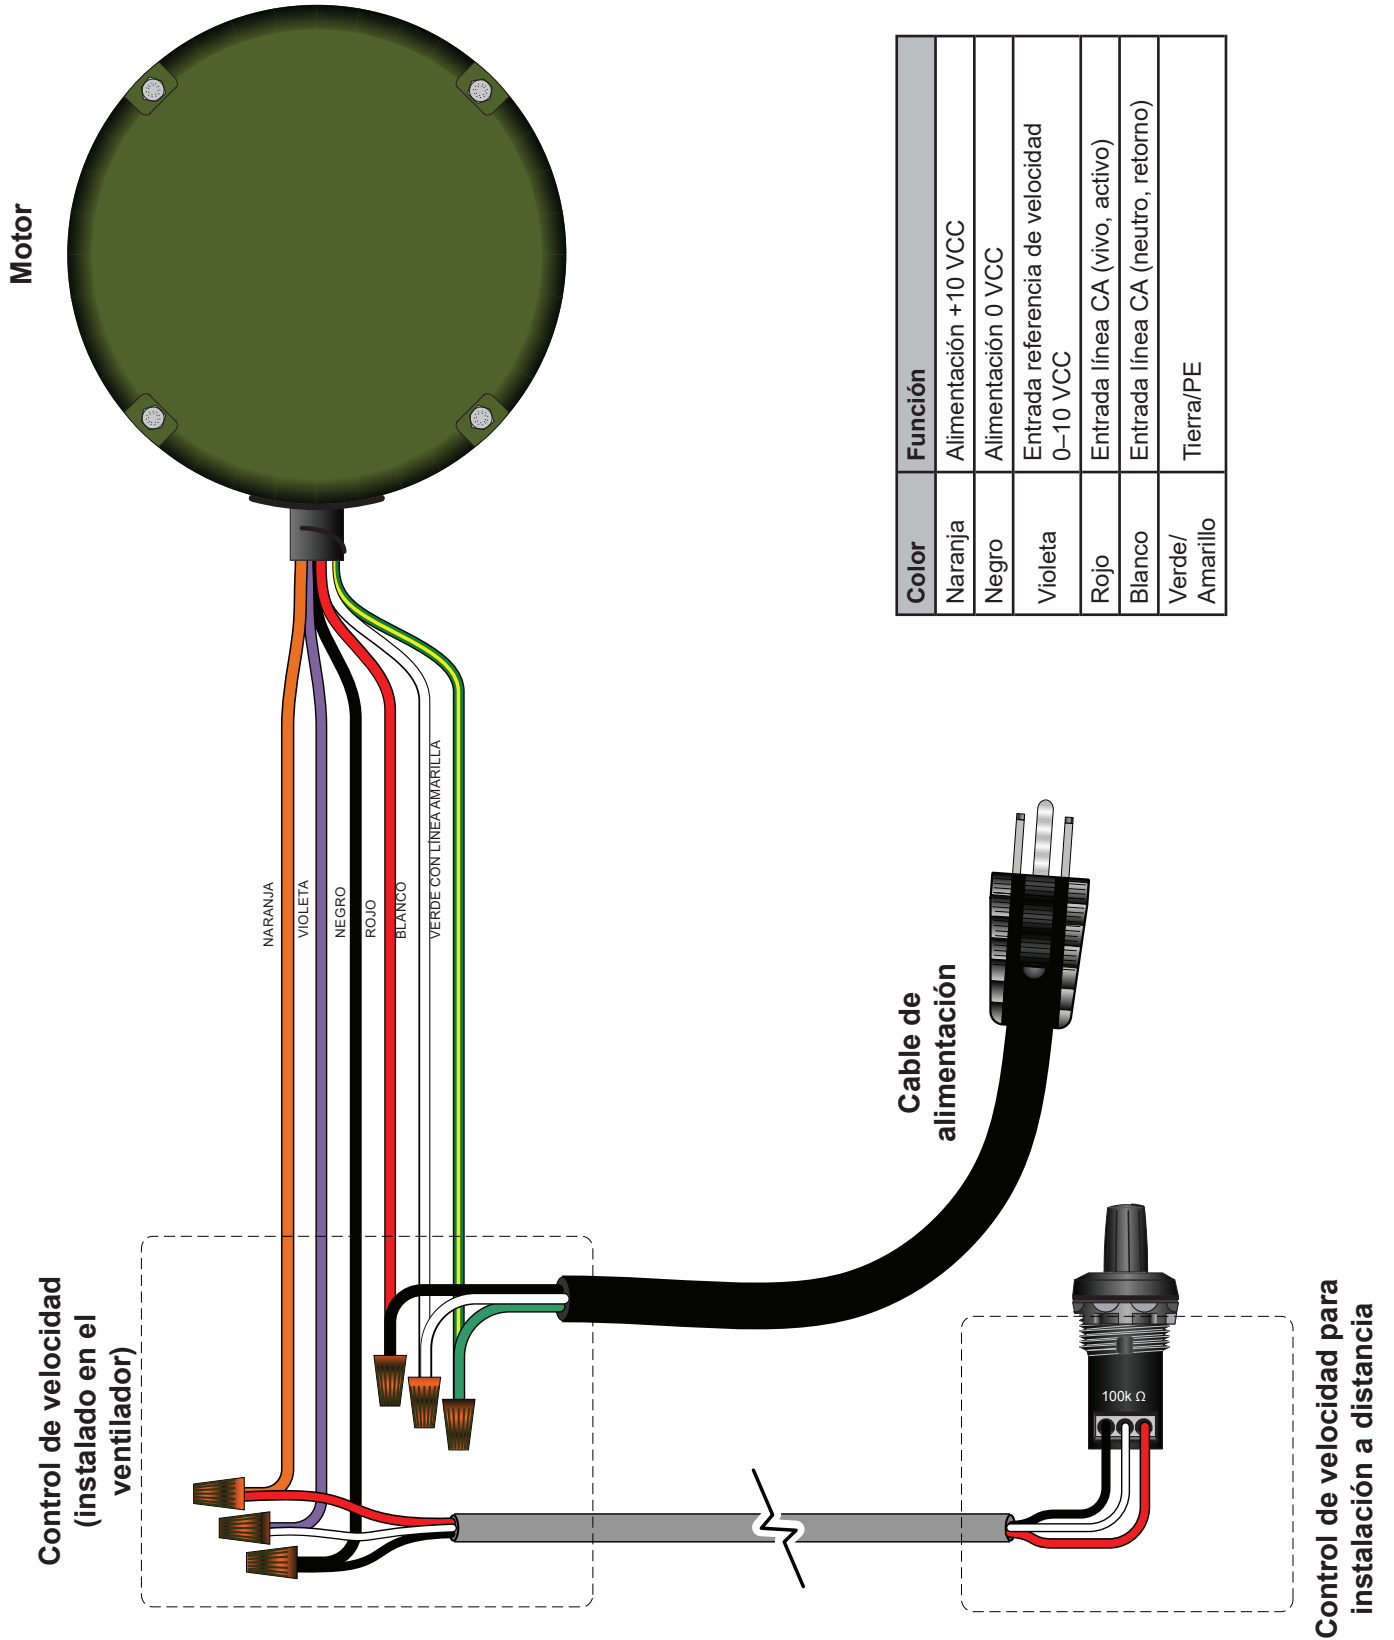 Motor
NARANJA
VIOLETA
NEGRO
ROJO
BLANCO
VERDE CON LÍNEA AMARILLA
Control de velocidad
(instalado en el
ventilador)
Cable de
alimentación
100k Ω
Control de velocidad para
instalación a distancia
Color Función
Naranja Alimentación +10 VCC
Negro Alimentación 0 VCC
Violeta Entrada referencia de velocidad
0–10 VCC
Rojo Entrada línea CA (vivo, activo)
Blanco Entrada línea CA (neutro, retorno)
Verde/
Amarillo Tierra/PE